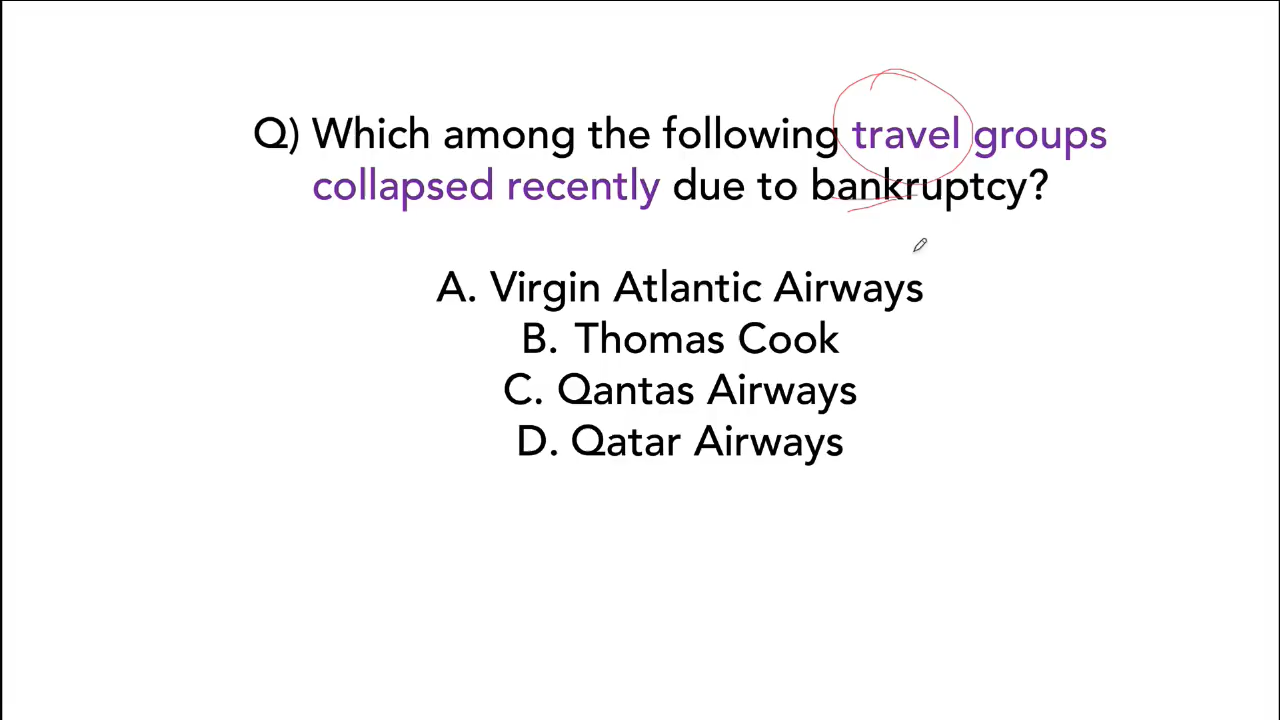 Q) Which among the following travel groups
collapsed recently due to bankruptcy?
A. Virgin Atlantic Airways
B. Thomas Cook
C. Qantas Airways
D. Qatar Airways